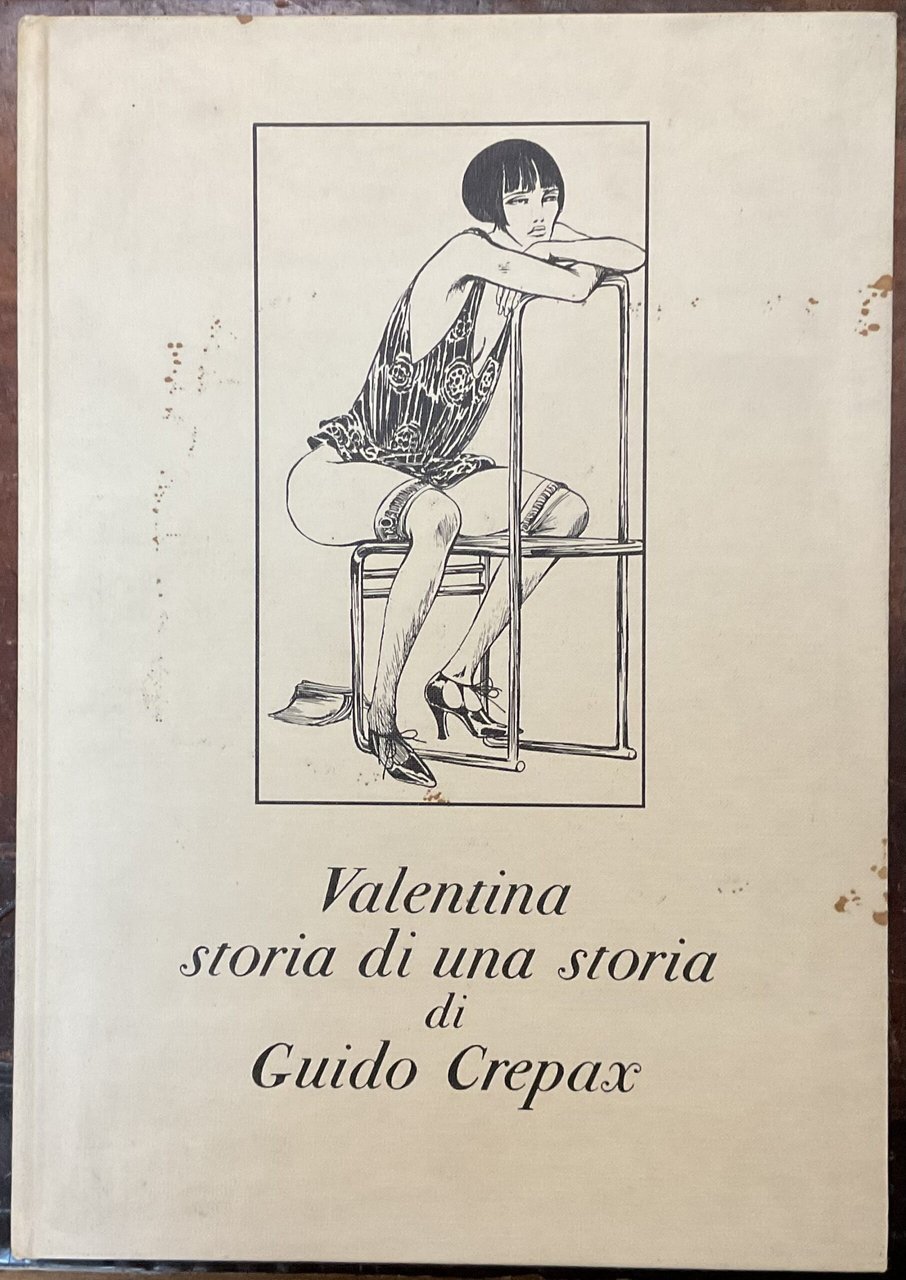 Valentina
storia di una storia
di
Guido Crepax